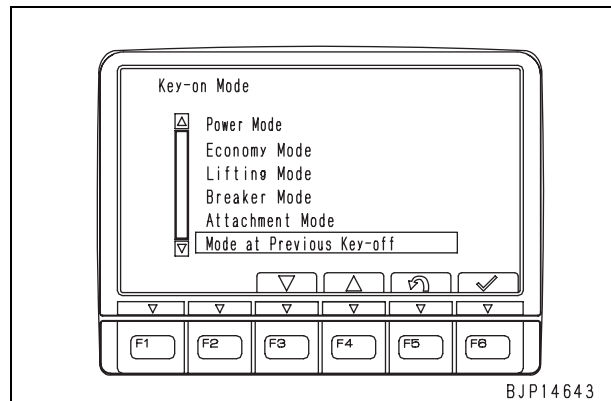 Key-on Mode
Power Mode
Economy Mode
Lifting Mode
Breaker Mode
Attachment Mode
Mode at Previous Key-off
F1 F2 F3 F4 F5 F6
BJP14643